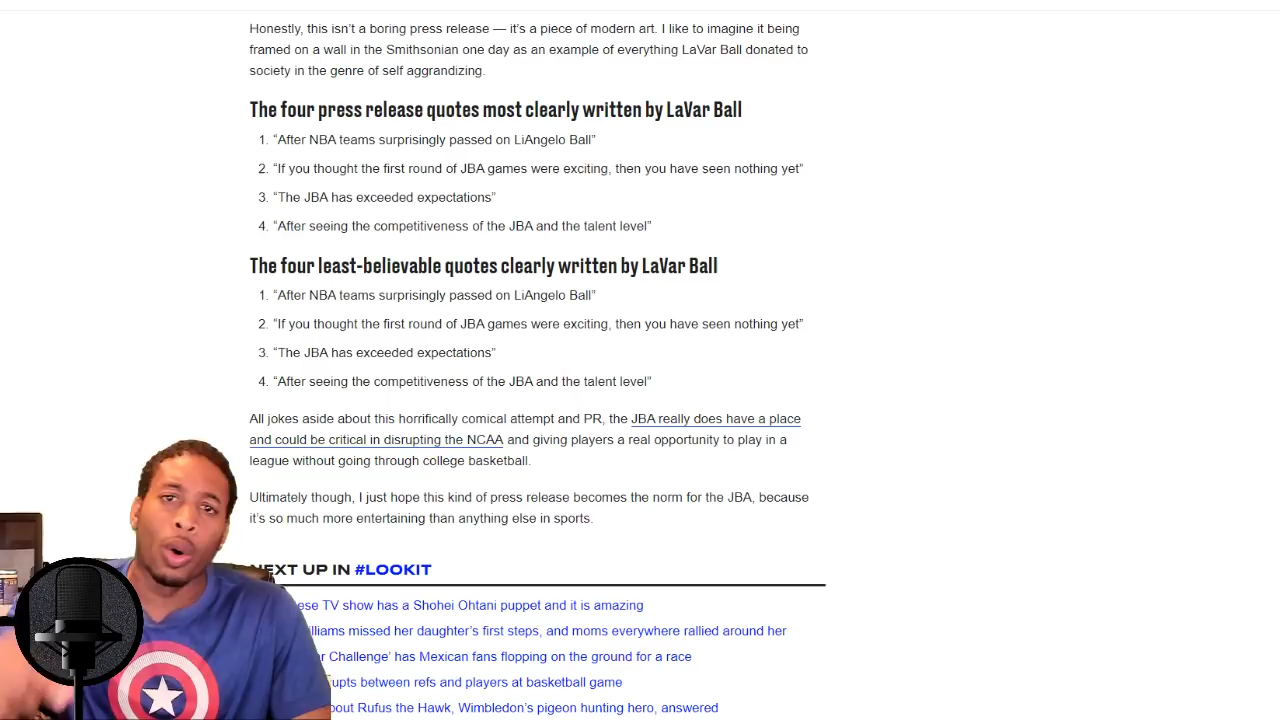 Honestly, this isn't a boring press release — it's a piece of modern art. I like to imagine it being
framed on a wall in the Smithsonian one day as an example of everything LaVar Ball donated to
society in the genre of self aggrandizing.
The four press release quotes most clearly written by LaVar Ball
1. “After NBA teams surprisingly passed on LiAngelo Ball”
2. “If you thought the first round of JBA games were exciting, then you have seen nothing yet”
3. “The JBA has exceeded expectations”
4. “After seeing the competitiveness of the JBA and the talent level”
The four least-believable quotes clearly written by LaVar Ball
1. “After NBA teams surprisingly passed on LiAngelo Ball”
2. “If you thought the first round of JBA games were exciting, then you have seen nothing yet”
3. “The JBA has exceeded expectations”
4. “After seeing the competitiveness of the JBA and the talent level”
All jokes aside about this horrifically comical attempt and PR, the JBA really does have a place
and could be critical in disrupting the NCAA and giving players a real opportunity to play in a
league without going through college basketball.
Ultimately though, I just hope this kind of press release becomes the norm for the JBA, because
it's so much more entertaining than anything else in sports.
NEXT UP IN #LOOKIT
TV show has a Shohei Ohtani puppet and it is amazing
missed her daughter's first steps, and moms everywhere rallied around her
Challenge' has Mexican fans flopping on the ground for a race
between refs and players at basketball game
Rufus the Hawk, Wimbledon's pigeon hunting hero, answered